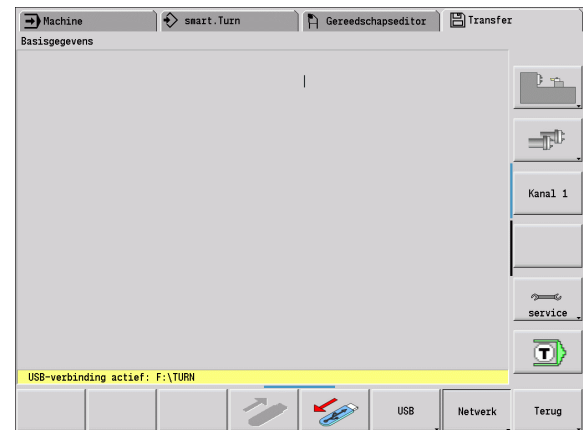 Machine
smart.Turn
Gereedschapseditor
Transfer
Basisgegevens
Kanal 1
service
T
USB-verbinding actief: F:\TURN
USB
Netwerk
Terug